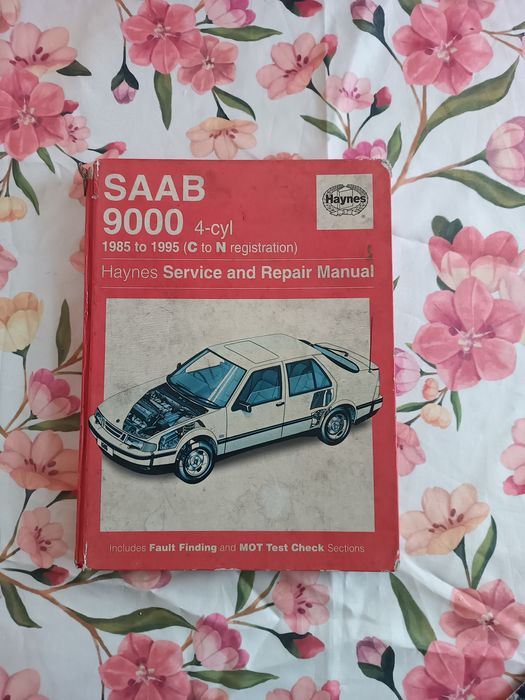 SAAB
9000 4-cyl
1985 to 1995 (C to N registration)
Haynes
Haynes Service and Repair Manual
Includes Fault Finding and MOT Test Check Sections